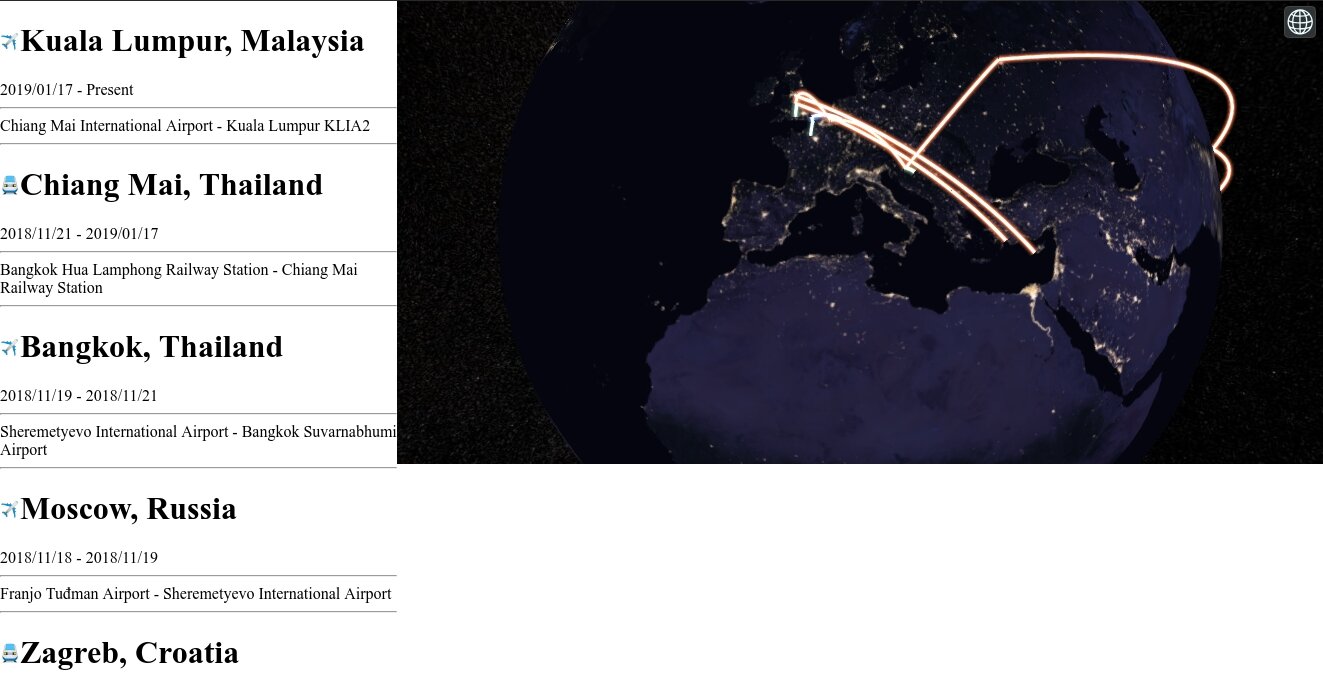 Kuala Lumpur, Malaysia
2019/01/17 - Present
Chiang Mai International Airport - Kuala Lumpur KLIA2
Chiang Mai, Thailand
2018/11/21 - 2019/01/17
Bangkok Hua Lamphong Railway Station - Chiang Mai
Railway Station
Bangkok, Thailand
2018/11/19 - 2018/11/21
Sheremetyevo International Airport - Bangkok Suvarnabhumi
Airport
Moscow, Russia
2018/11/18 - 2018/11/19
Franjo Tuđman Airport - Sheremetyevo International Airport
Zagreb, Croatia